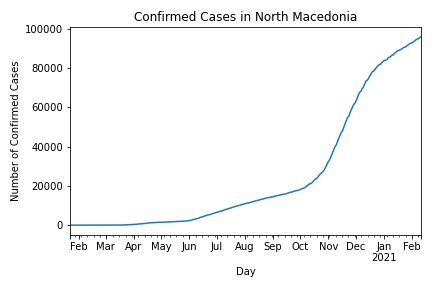 Confirmed Cases in North Macedonia
Number of Confirmed Cases
100000
80000
60000
40000
20000
0
Feb Mar Apr May Jun Jul Aug Sep Oct Nov Dec Jan Feb
2021
Day